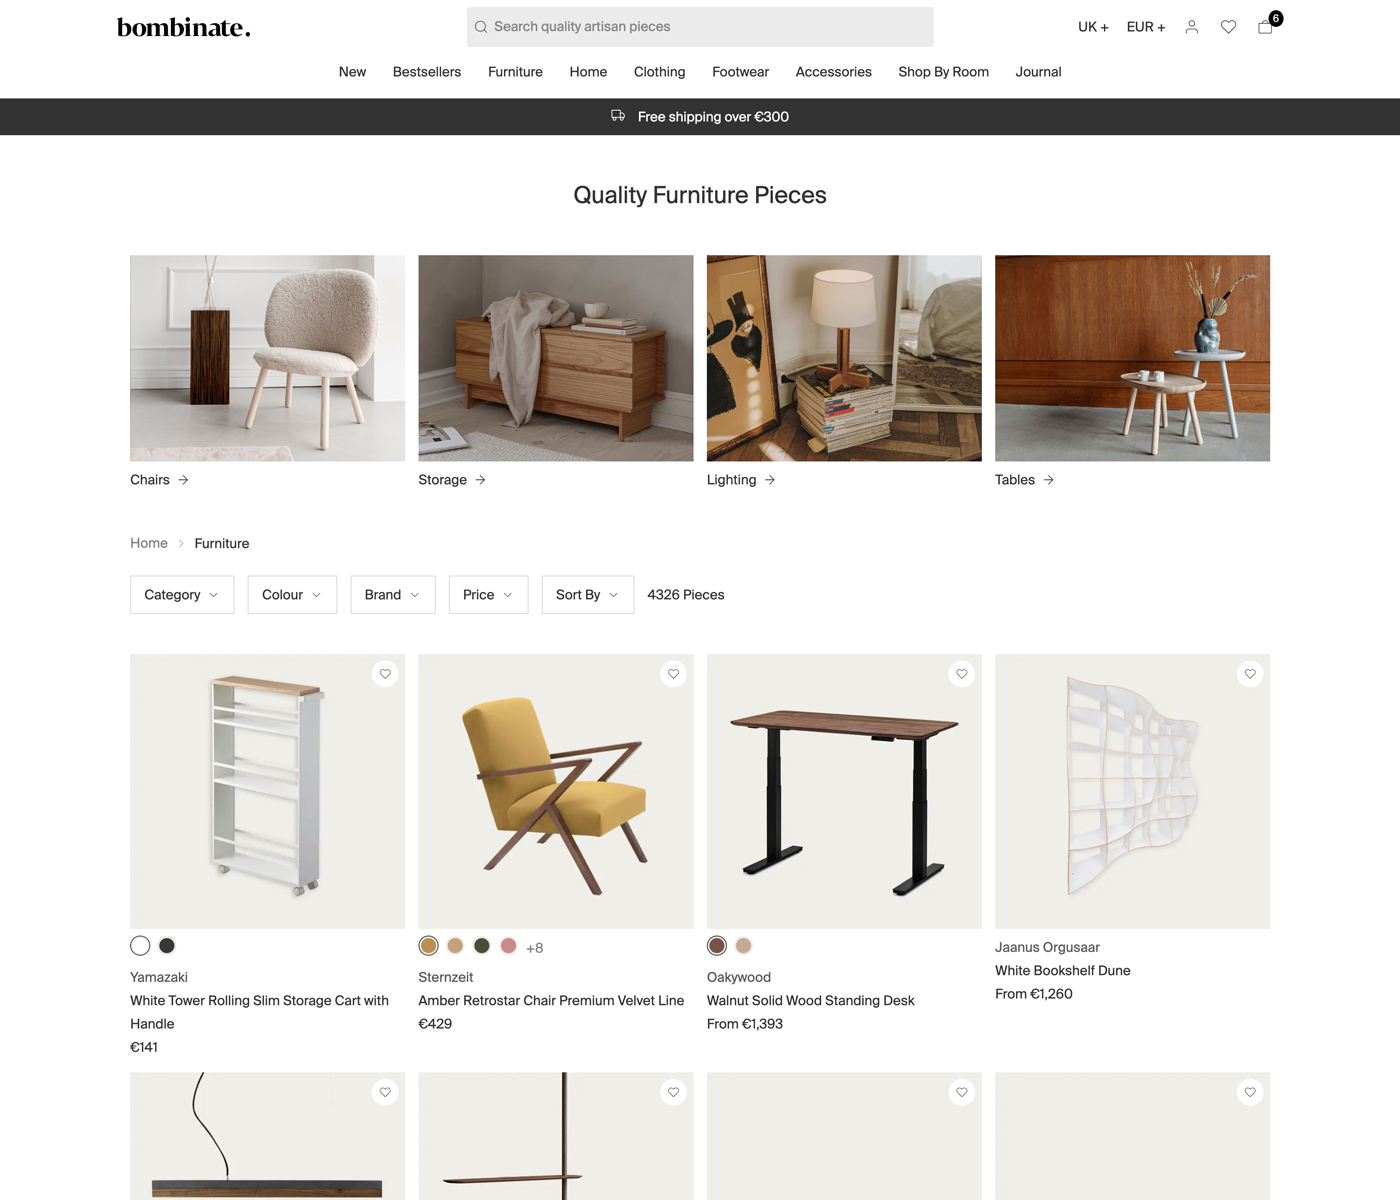 bombinate.
Search quality artisan pieces
UK +
EUR +
6
New
Bestsellers
Furniture
Home
Clothing
Footwear
Accessories
Shop By Room
Journal
Free shipping over €300
Quality Furniture Pieces
Chairs
Storage
Lighting
Tables
Home
Furniture
Category
Colour
Brand
Price
Sort By
4326 Pieces
+8
Yamazaki
White Tower Rolling Slim Storage Cart with
Handle
€141
Sternzeit
Amber Retrostar Chair Premium Velvet Line
€429
Oakywood
Walnut Solid Wood Standing Desk
From €1,393
Jaanus Orgusaar
White Bookshelf Dune
From €1,260